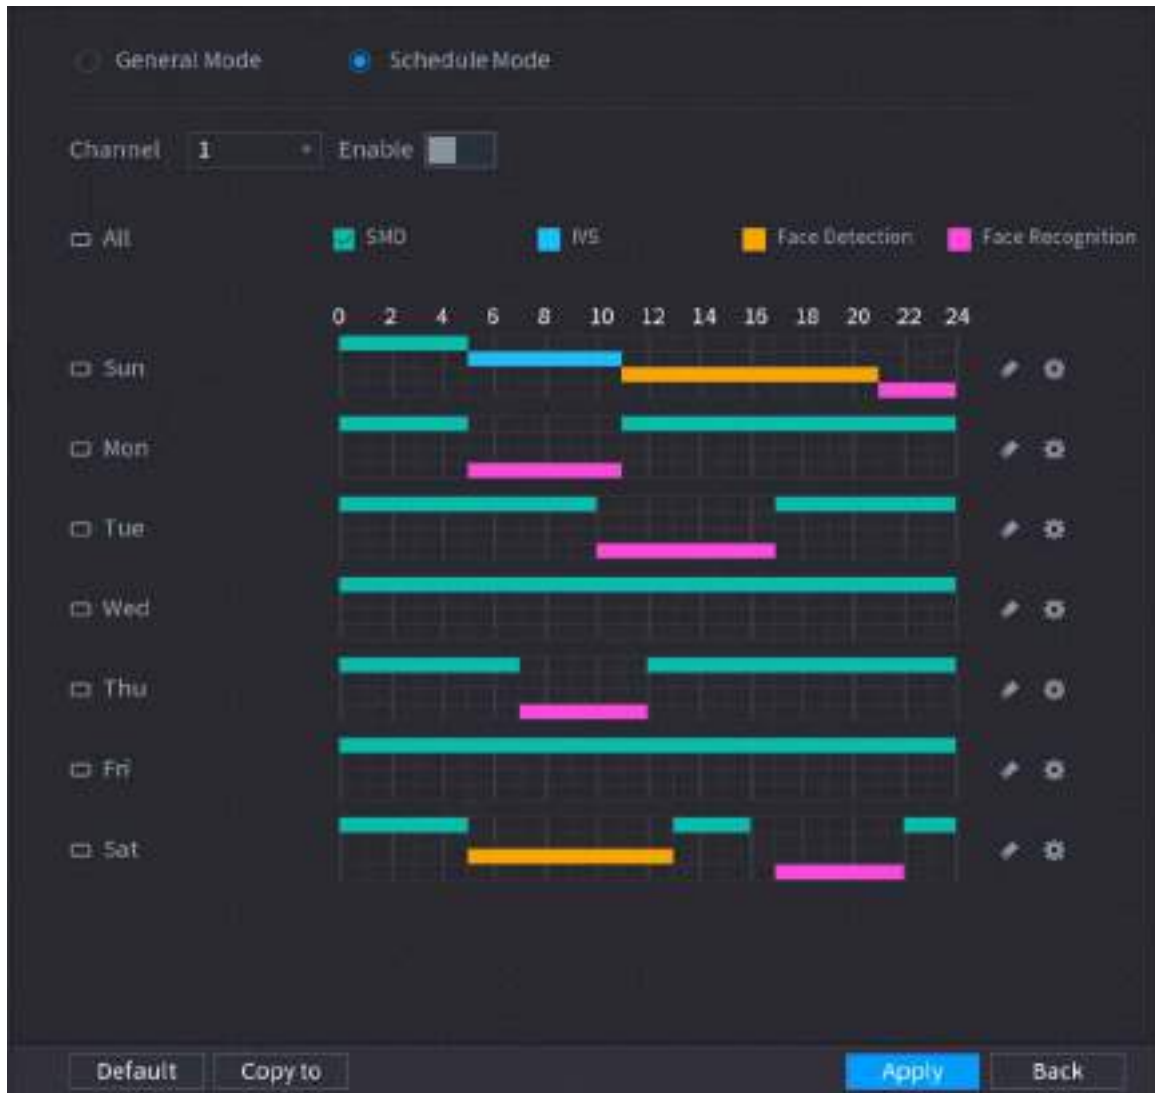 General Mode Schedule Mode
Channel 1 Enable
All SMD IVS Face Detection Face Recognition
0 2 4 6 8 10 12 14 16 18 20 22 24
Sun
Mon
Tue
Wed
Thu
Fri
Sat
Default Copy to Apply Back